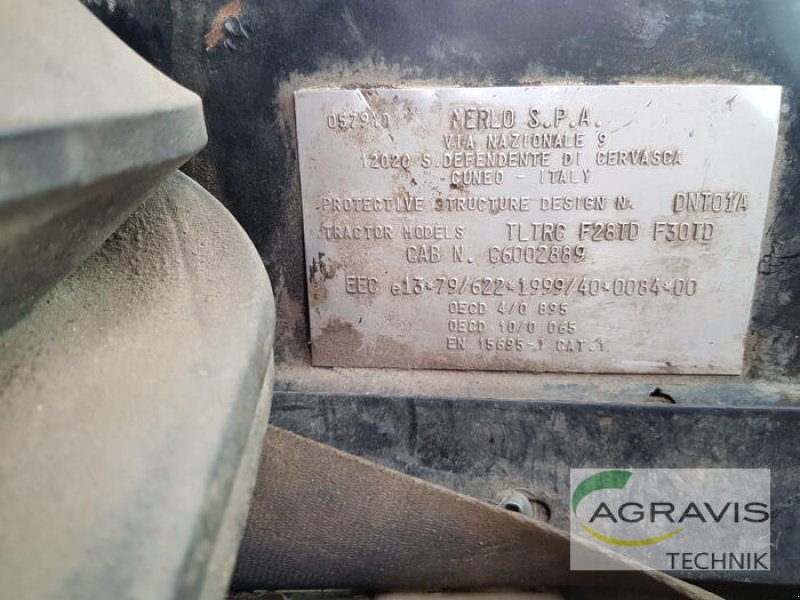 057910 MERLO S.P.A.
VIA NAZIONALE 9
12020 S.DEFENDENTE DI CERVASCA
CUNEO - ITALY
PROTECTIVE STRUCTURE DESIGN N. DNT01A
TRACTOR MODELS TLTRC F28TD F30TD
CAB N. C6002889
EEC e13*79/622*1999/40*0084*00
OECD 4/0 895
OECD 10/0 065
EN 15695-1 CAT.1
AGRAVIS
TECHNIK